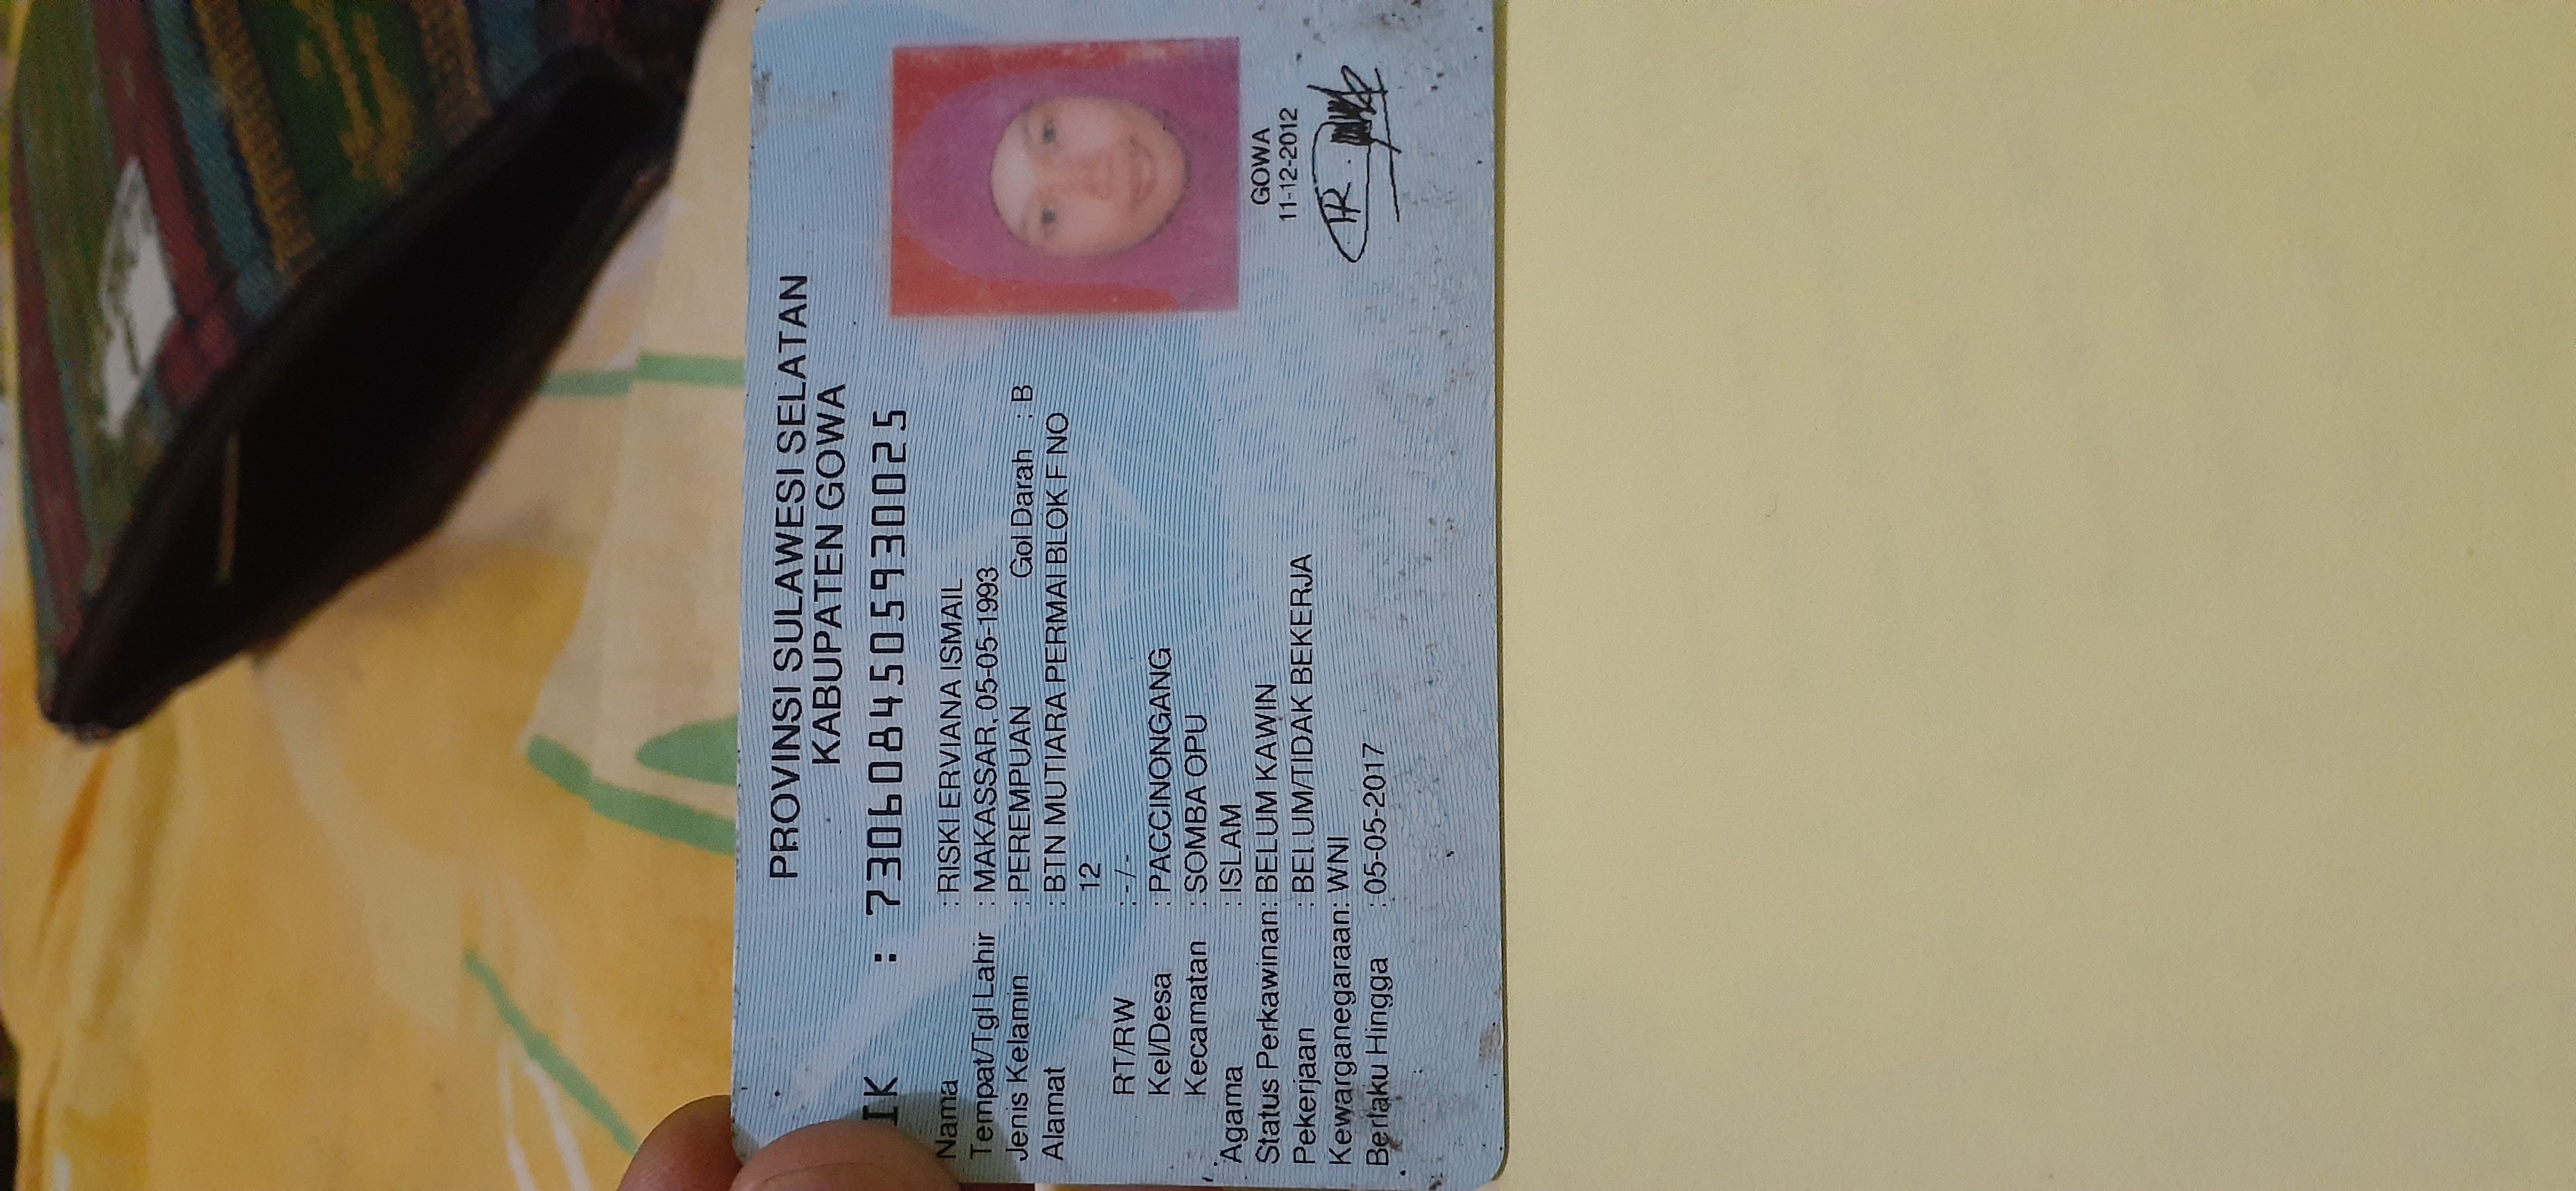 PROVINSI SULAWESI SELATAN
KABUPATEN GOWA
IK : 7306084505930025
Nama : RISKI ERVIANA ISMAIL
Tempat/Tgl Lahir : MAKASSAR, 05-05-1993
Jenis Kelamin : PEREMPUAN Gol Darah : B
Alamat : BTN MUTIARA PERMAI BLOK F NO
12
RT/RW : - / -
Kel/Desa : PACCINONGANG
Kecamatan : SOMBA OPU
Agama : ISLAM
Status Perkawinan: BELUM KAWIN
Pekerjaan : BELUM/TIDAK BEKERJA
Kewarganegaraan: WNI
Berlaku Hingga : 05-05-2017
GOWA
11-12-2012